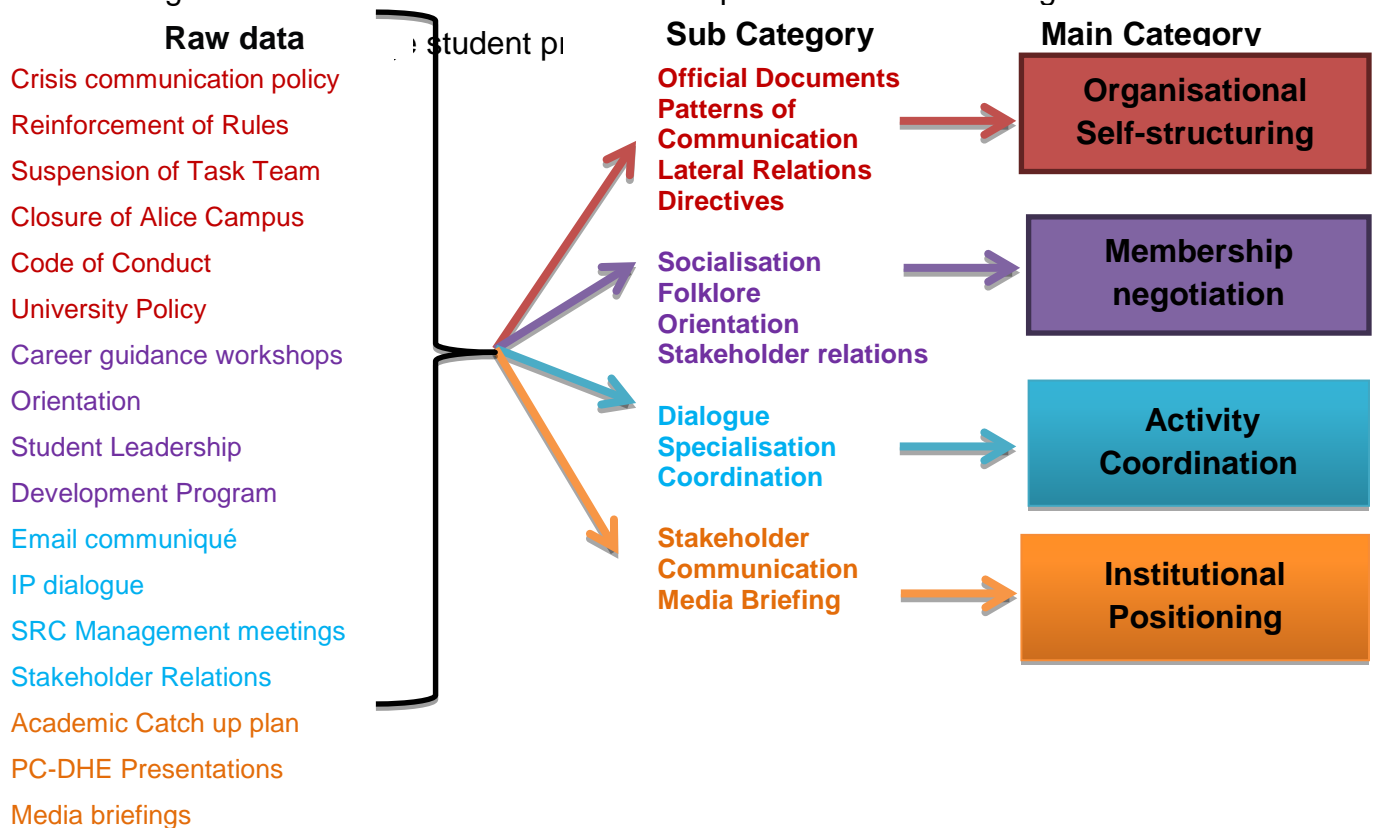 Raw data
student
Crisis communication policy
Reinforcement of Rules
Suspension of Task Team
Closure of Alice Campus
Code of Conduct
University Policy
Career guidance workshops
Orientation
Student Leadership
Development Program
Email communiqué
IP dialogue
SRC Management meetings
Stakeholder Relations
Academic Catch up plan
PC-DHE Presentations
Media briefings
Sub Category
Official Documents
Patterns of
Communication
Lateral Relations
Directives
Socialisation
Folklore
Orientation
Stakeholder relations
Dialogue
Specialisation
Coordination
Stakeholder
Communication
Media Briefing
Main Category
Organisational
Self-structuring
Membership
negotiation
Activity
Coordination
Institutional
Positioning